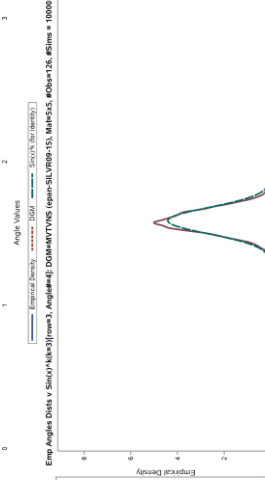 0 1 2 3
Angle Values
Empirical Density DGM Sin(x)^k (for Identity)
Emp Angles Dists v Sin(x)^k(k=3)[row=3, Angle#=4]: DGM=MVTVNS (epan-SILVR09-15), Mat=5x5, #Obs=126, #Sims = 10000
Empirical Density
8
6
4
2